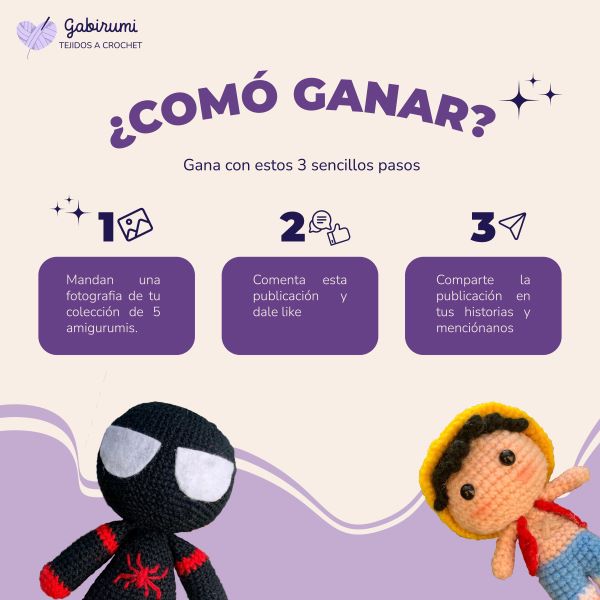 Gabirumi
TEJIDOS A CROCHET
¿COMÓ GANAR?
Gana con estos 3 sencillos pasos
1
Mandan una
fotografia de tu
colección de 5
amigurumis.
2
Comenta esta
publicación y
dale like
3
Comparte la
publicación en
tus historias y
menciónanos